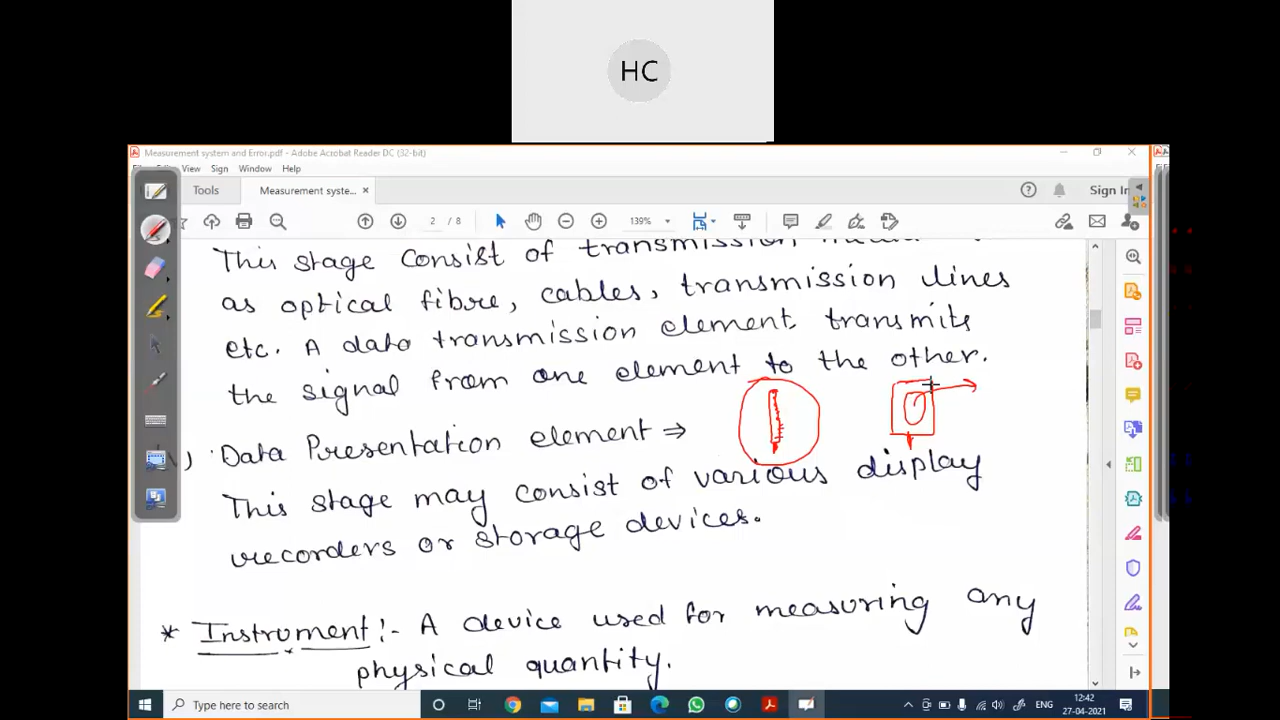 HC
Measurement system and Error.pdf - Adobe Acrobat Reader DC (32-bit)
View Sign Window Help
Tools Measurement syste... × Sign In
2 / 8 139%
This stage consist of transmission
as optical fibre, cables, transmission lines
etc. A data transmission element transmits
the signal from one element to the other.
) Data Presentation element ⇒
This stage may consist of various display
recorders or storage devices.
* Instrument :- A device used for measuring any
physical quantity.
Type here to search ENG 12:42
27-04-2021